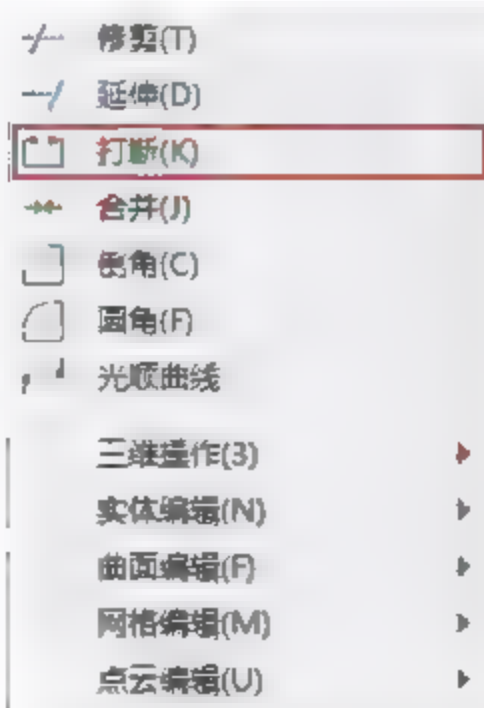 修剪(T)
延伸(D)
打断(K)
合并(J)
倒角(C)
圆角(F)
光顺曲线
三维操作(3)
实体编辑(N)
曲面编辑(F)
网格编辑(M)
点云编辑(U)